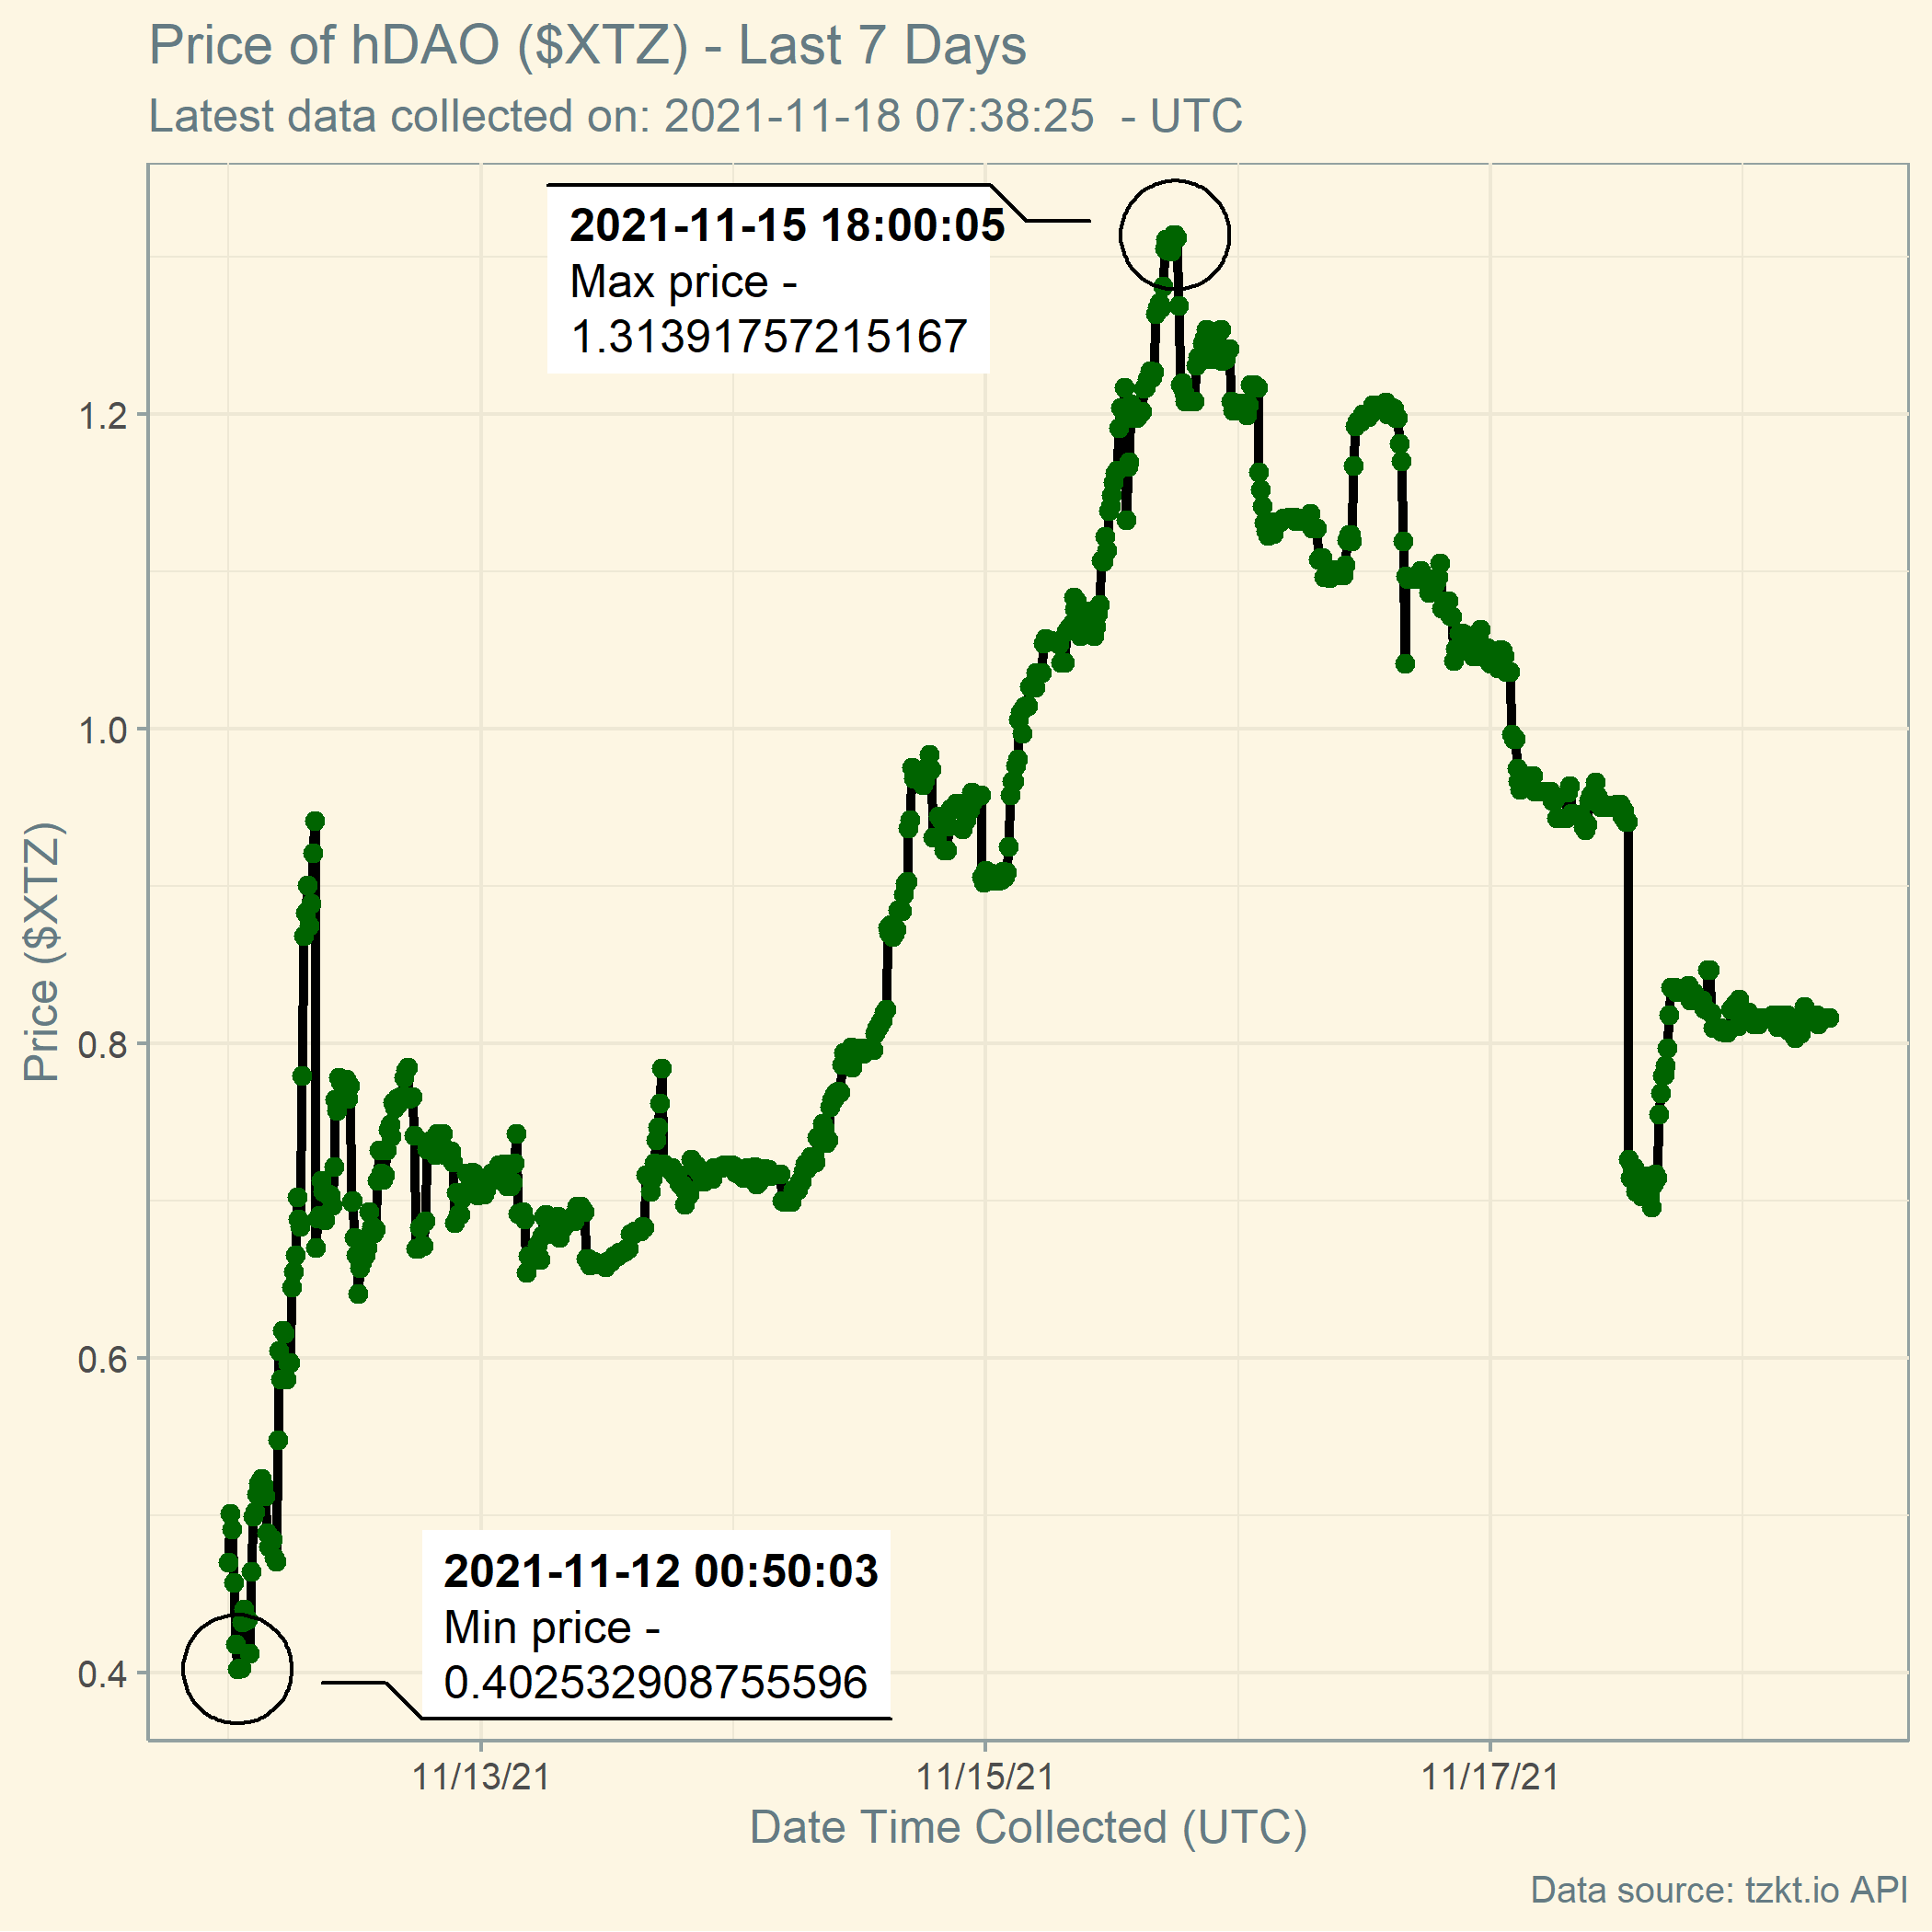 Price of hDAO ($XTZ) - Last 7 Days
Latest data collected on: 2021-11-18 07:38:25  - UTC
2021-11-15 18:00:05
Max price -
1.31391757215167
1.2
1.0
0.8
0.6
0.4
Price ($XTZ)
2021-11-12 00:50:03
Min price -
0.402532908755596
11/13/21
11/15/21
11/17/21
Date Time Collected (UTC)
Data source: tzkt.io API